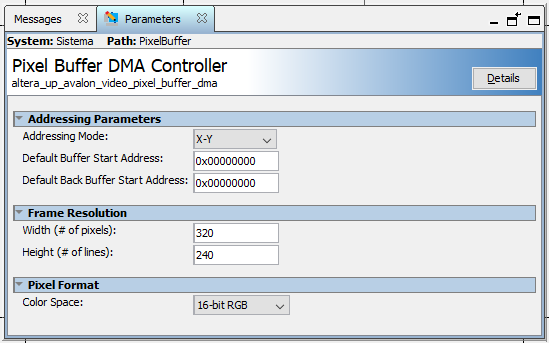 Messages
Parameters
System: Sistema Path: PixelBuffer
Pixel Buffer DMA Controller
altera_up_avalon_video_pixel_buffer_dma
Details
Addressing Parameters
Addressing Mode: X-Y
Default Buffer Start Address: 0x00000000
Default Back Buffer Start Address: 0x00000000
Frame Resolution
Width (# of pixels): 320
Height (# of lines): 240
Pixel Format
Color Space: 16-bit RGB